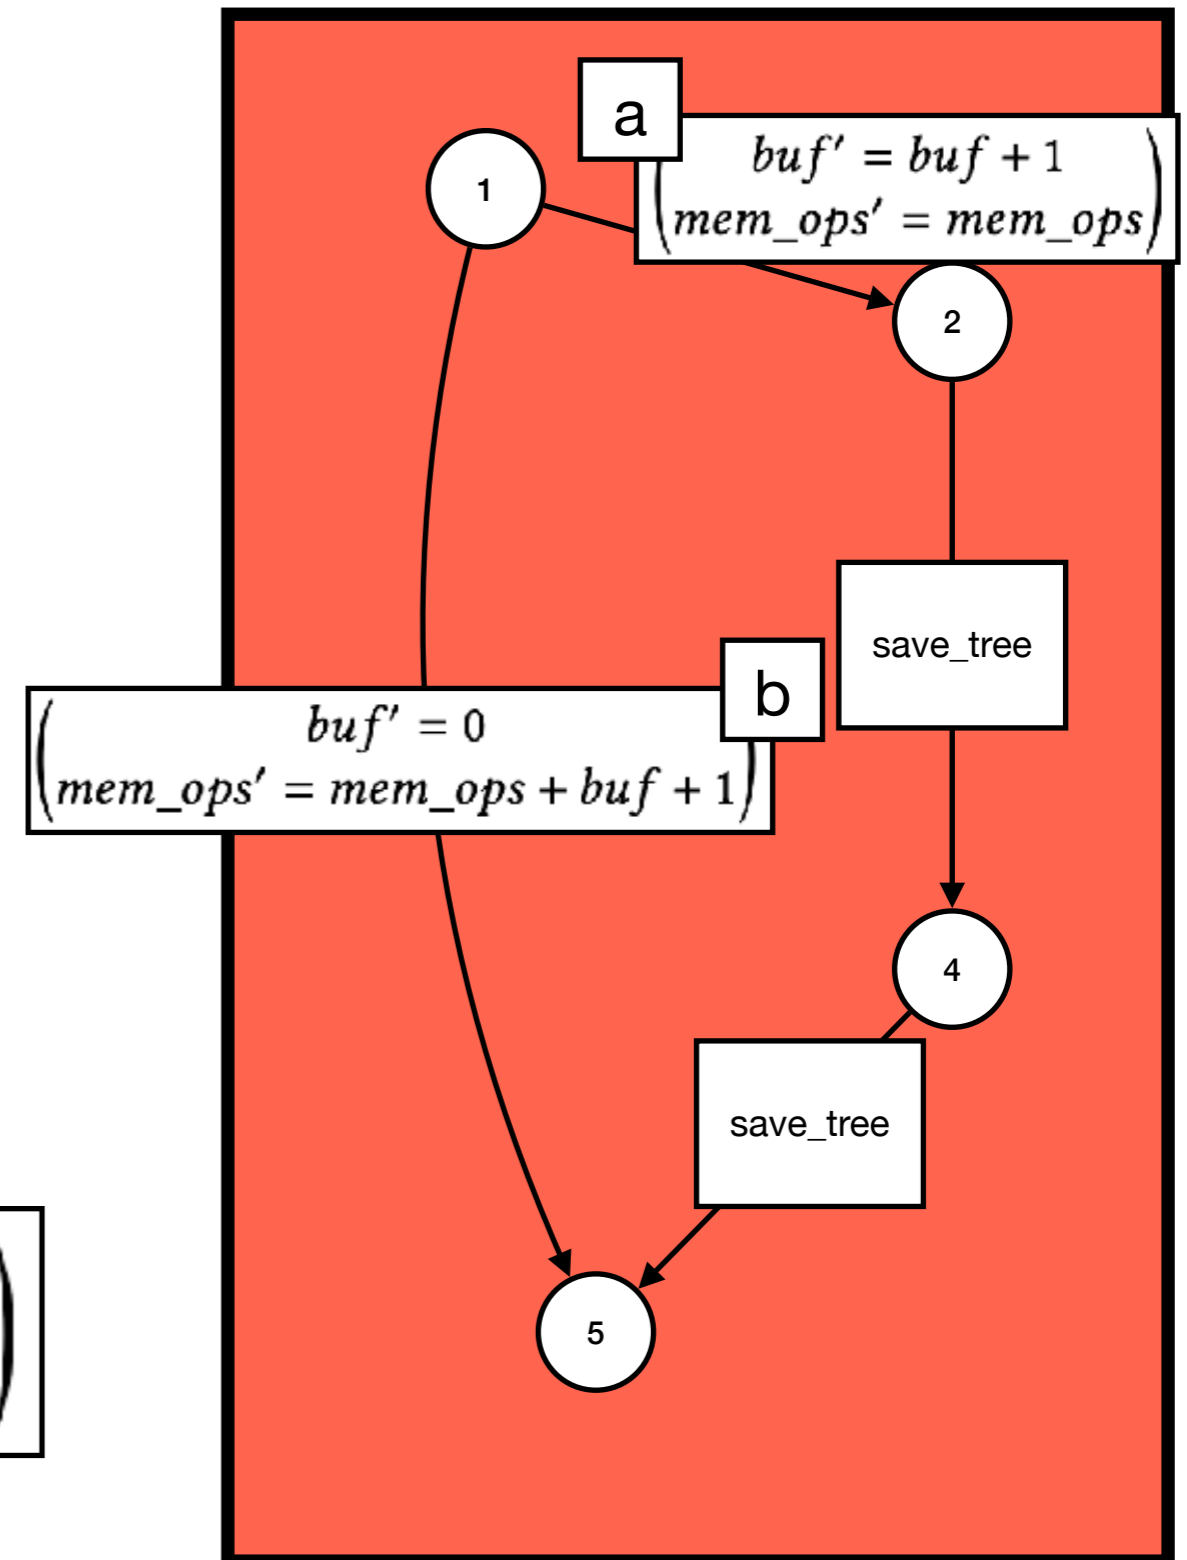 a
buf′ = buf + 1
mem_ops′ = mem_ops
1
2
save_tree
b
buf′ = 0
mem_ops′ = mem_ops + buf + 1
4
save_tree
5